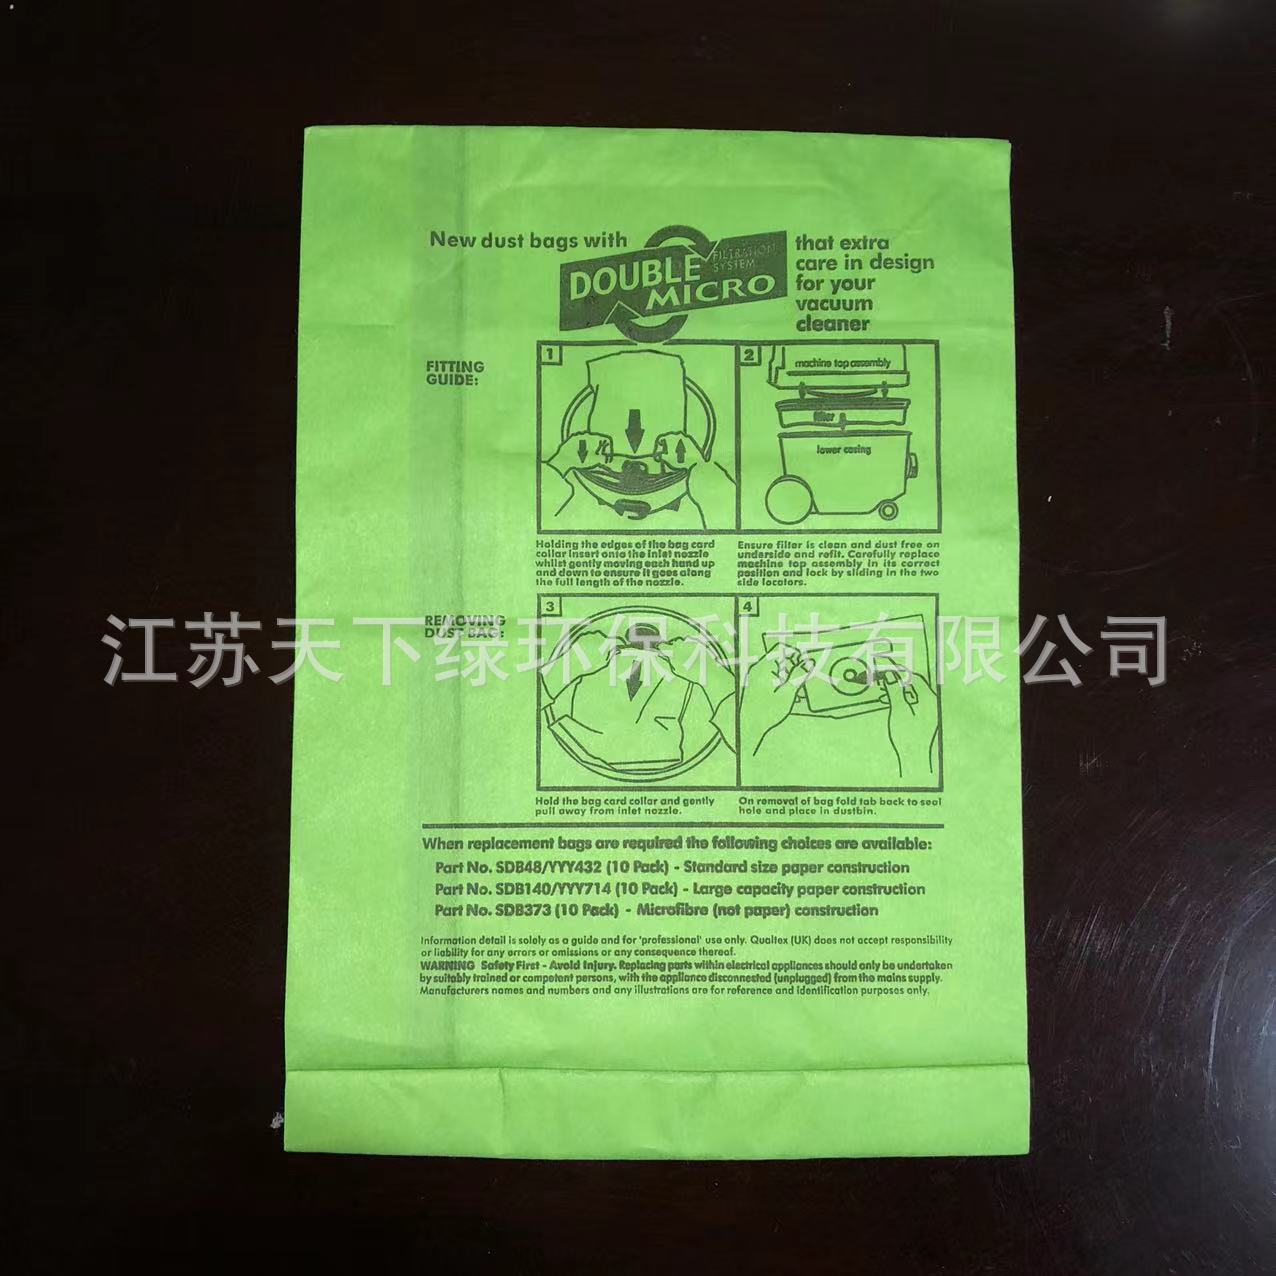 New dust bags with
DOUBLE
MICRO
FILTRATION
SYSTEM
that extra
care in design
for your
vacuum
cleaner
FITTING
GUIDE:
1
2
machine top assembly
filter
lower casing
Holding the edges of the bag card
collar insert onto the inlet nozzle
whilst gently moving each hand up
and down to ensure it goes along
the full length of the nozzle.
Ensure filter is clean and dust free on
underside and refit. Carefully replace
machine top assembly in its correct
position and lock by sliding in the two
side locators.
REMOVING
DUST BAG:
3
4
江苏天下绿环保科技有限公司
Hold the bag card collar and gently
pull away from inlet nozzle.
On removal of bag fold tab back to seal
hole and place in dustbin.
When replacement bags are required the following choices are available:
Part No. SDB48/YYY432 (10 Pack) - Standard size paper construction
Part No. SDB140/YYY714 (10 Pack) - Large capacity paper construction
Part No. SDB373 (10 Pack) - Microfibre (not paper) construction
Information detail is solely as a guide and for 'professional' use only. Qualtex (UK) does not accept responsibility
or liability for any errors or omissions or any consequence thereof.
WARNING Safety First - Avoid Injury. Replacing parts within electrical appliances should only be undertaken
by suitably trained or competent persons, with the appliance disconnected (unplugged) from the mains supply.
Manufacturers names and numbers and any illustrations are for reference and identification purposes only.